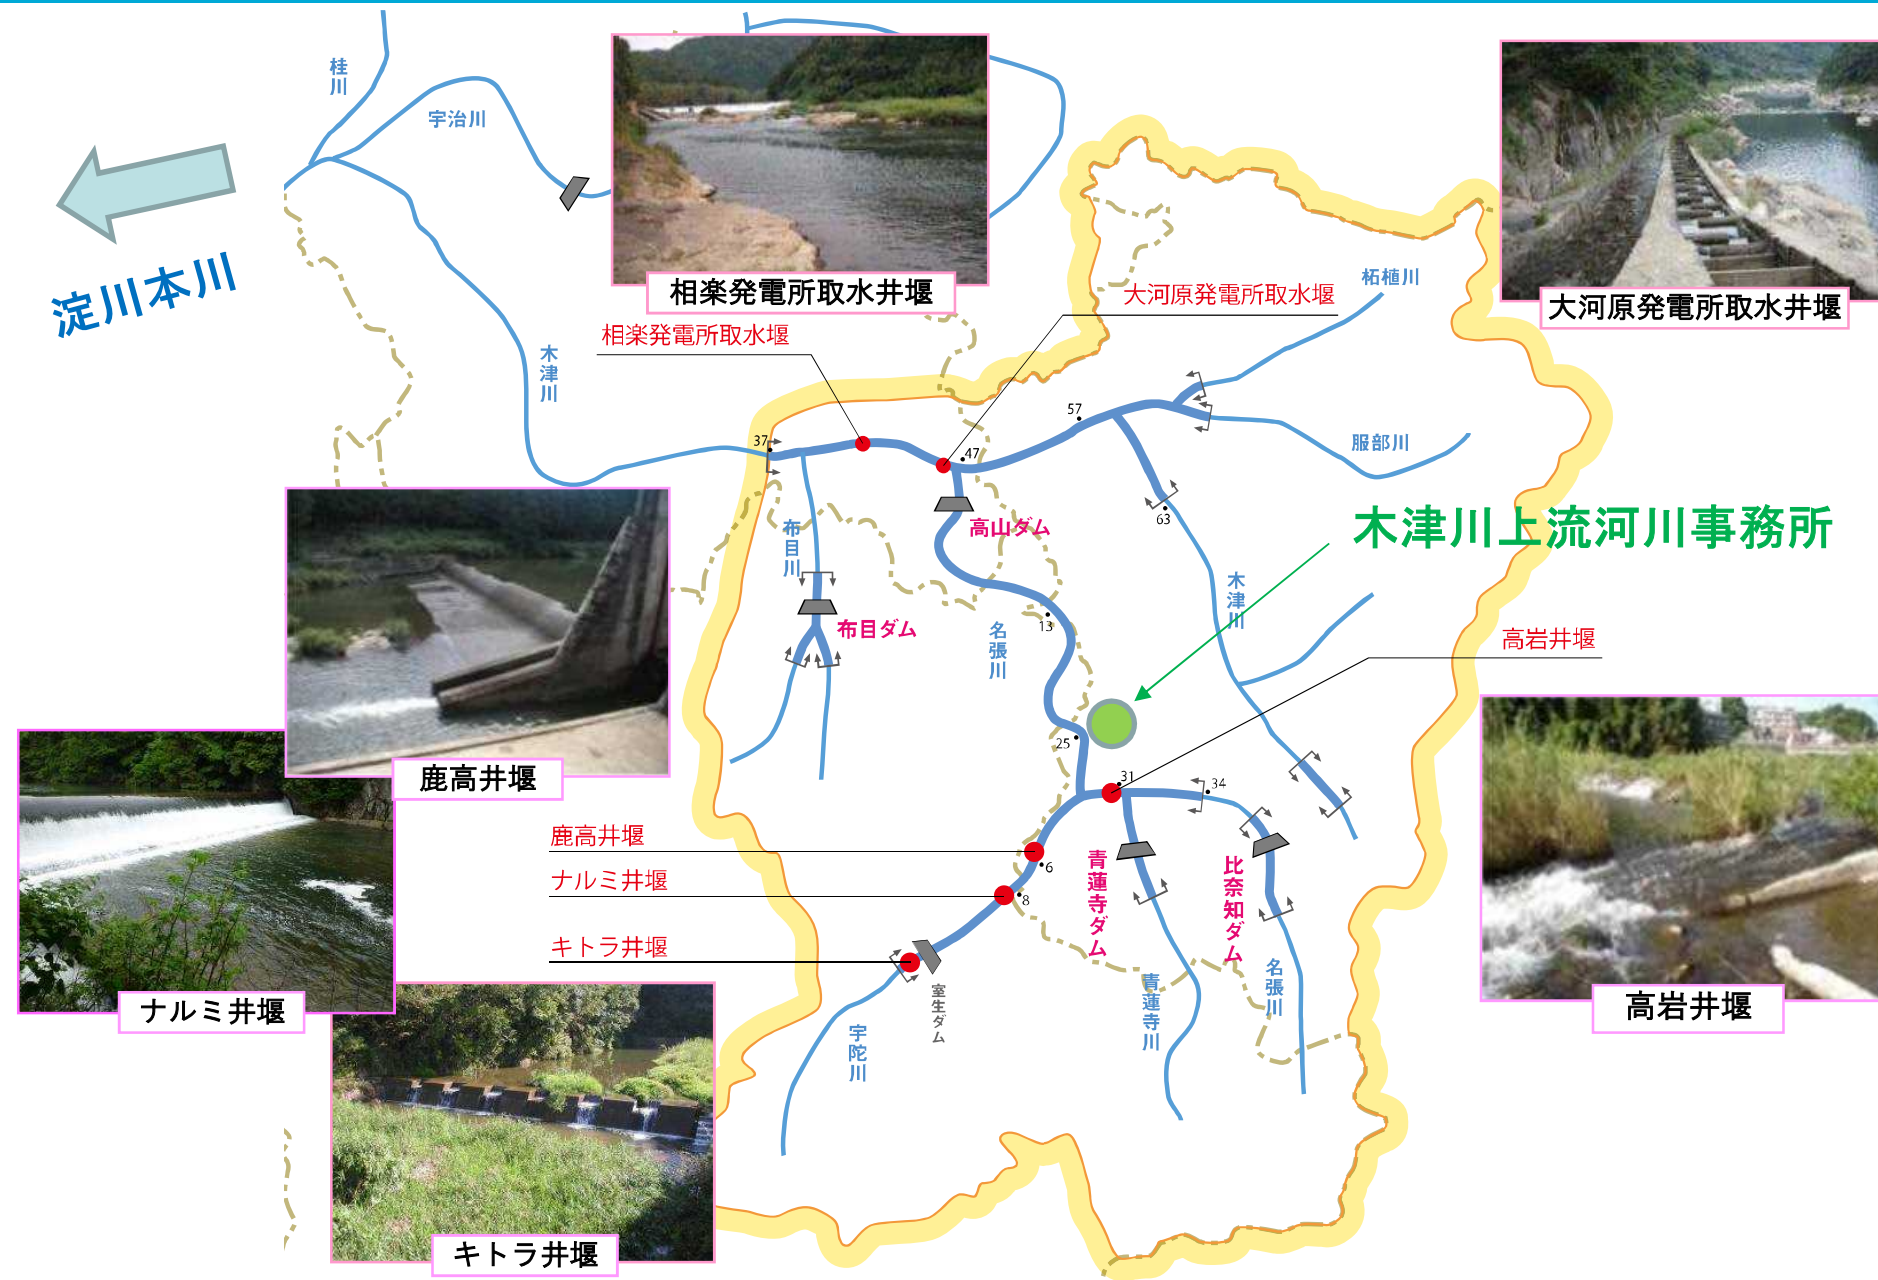 桂川
宇治川
淀川本川
木津川
相楽発電所取水井堰
大河原発電所取水井堰
大河原発電所取水堰
相楽発電所取水堰
柘植川
服部川
37
47
57
63
高山ダム
布目川
布目ダム
名張川
13
木津川上流河川事務所
木津川
高岩井堰
25
31
34
鹿高井堰
ナルミ井堰
キトラ井堰
鹿高井堰
6
ナルミ井堰
8
キトラ井堰
青蓮寺ダム
比奈知ダム
室生ダム
宇陀川
青蓮寺川
名張川
高岩井堰